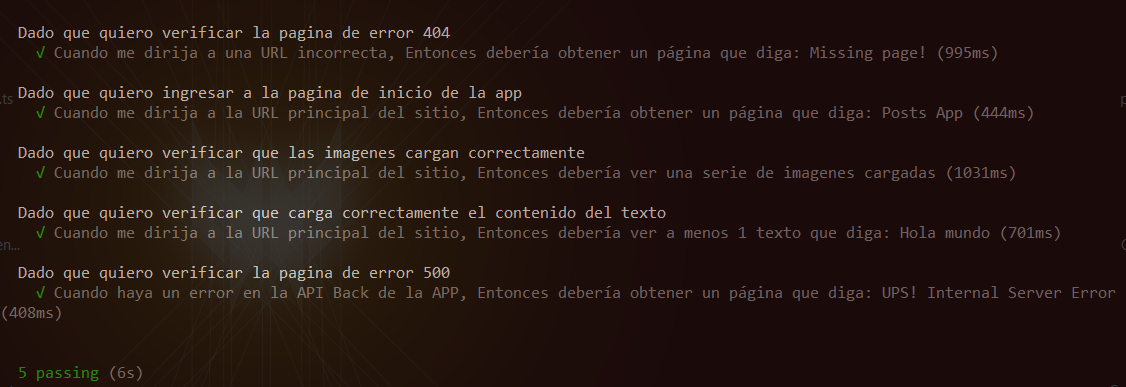 Dado que quiero verificar la pagina de error 404
√ Cuando me dirija a una URL incorrecta, Entonces debería obtener un página que diga: Missing page! (995ms)
.ts
Dado que quiero ingresar a la pagina de inicio de la app
√ Cuando me dirija a la URL principal del sitio, Entonces debería obtener un página que diga: Posts App (444ms)
Dado que quiero verificar que las imagenes cargan correctamente
√ Cuando me dirija a la URL principal del sitio, Entonces debería ver una serie de imagenes cargadas (1031ms)
Dado que quiero verificar que carga correctamente el contenido del texto
√ Cuando me dirija a la URL principal del sitio, Entonces debería ver a menos 1 texto que diga: Hola mundo (701ms)
en...
Dado que quiero verificar la pagina de error 500
√ Cuando haya un error en la API Back de la APP, Entonces debería obtener un página que diga: UPS! Internal Server Error
(408ms)
5 passing (6s)